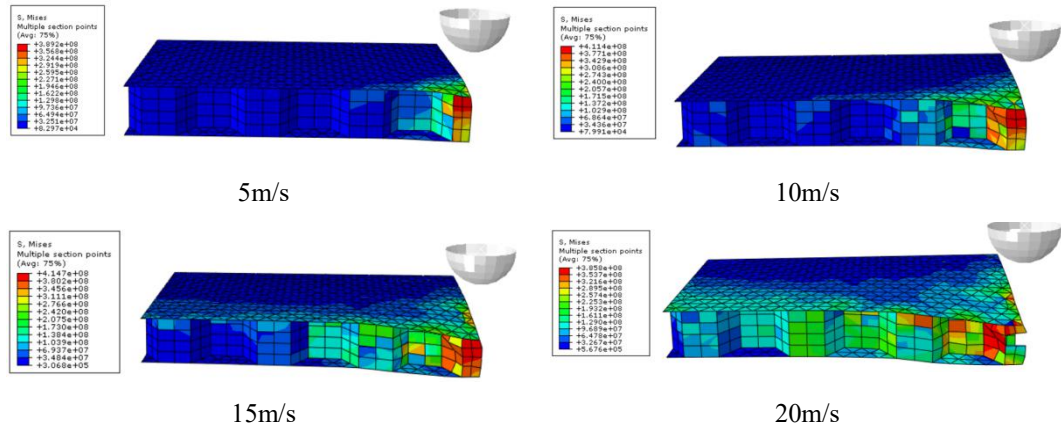 S, Mises
Multiple section points
(Avg: 75%)
+3.892e+08
+3.568e+08
+3.244e+08
+2.919e+08
+2.595e+08
+2.271e+08
+1.946e+08
+1.622e+08
+1.298e+08
+9.736e+07
+6.494e+07
+3.251e+07
+8.297e+04
5m/s
S, Mises
Multiple section points
(Avg: 75%)
+4.114e+08
+3.771e+08
+3.429e+08
+3.086e+08
+2.743e+08
+2.400e+08
+2.057e+08
+1.715e+08
+1.372e+08
+1.029e+08
+6.864e+07
+3.436e+07
+7.991e+04
10m/s
S, Mises
Multiple section points
(Avg: 75%)
+4.147e+08
+3.802e+08
+3.456e+08
+3.111e+08
+2.766e+08
+2.420e+08
+2.075e+08
+1.730e+08
+1.384e+08
+1.039e+08
+6.937e+07
+3.484e+07
+3.068e+05
15m/s
S, Mises
Multiple section points
(Avg: 75%)
+3.858e+08
+3.537e+08
+3.216e+08
+2.895e+08
+2.574e+08
+2.253e+08
+1.932e+08
+1.611e+08
+1.290e+08
+9.689e+07
+6.478e+07
+3.267e+07
+5.676e+05
20m/s